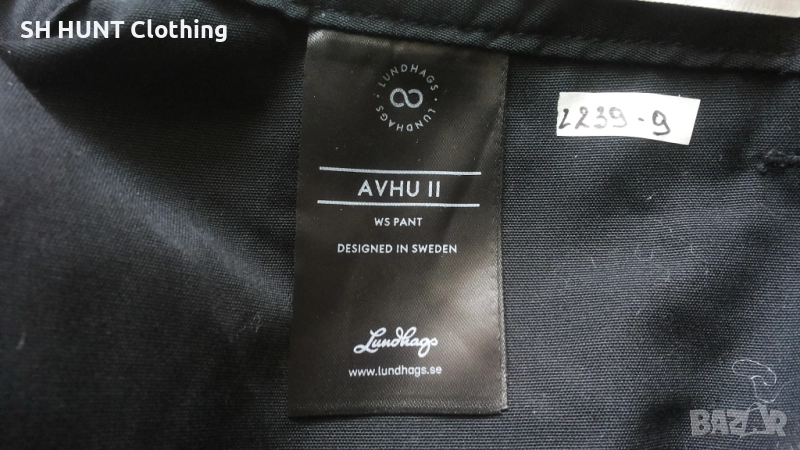 SH HUNT Clothing
LUNDHAGS · LUNDHAGS ·
AVHU II
WS PANT
DESIGNED IN SWEDEN
Lundhags
www.lundhags.se
2239-9
BAZAR